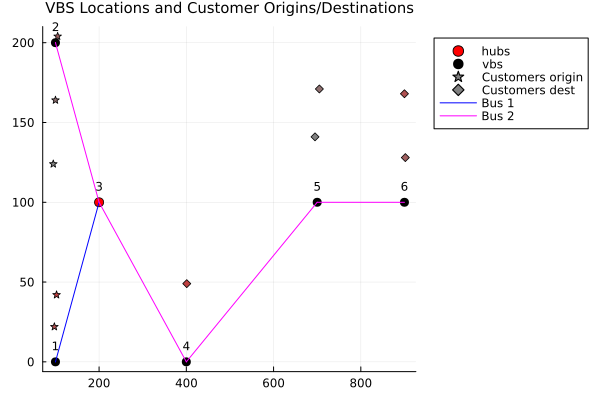 VBS Locations and Customer Origins/Destinations
200
150
100
50
0
200
400
600
800
2
3
1
4
5
6
hubs
vbs
Customers origin
Customers dest
Bus 1
Bus 2